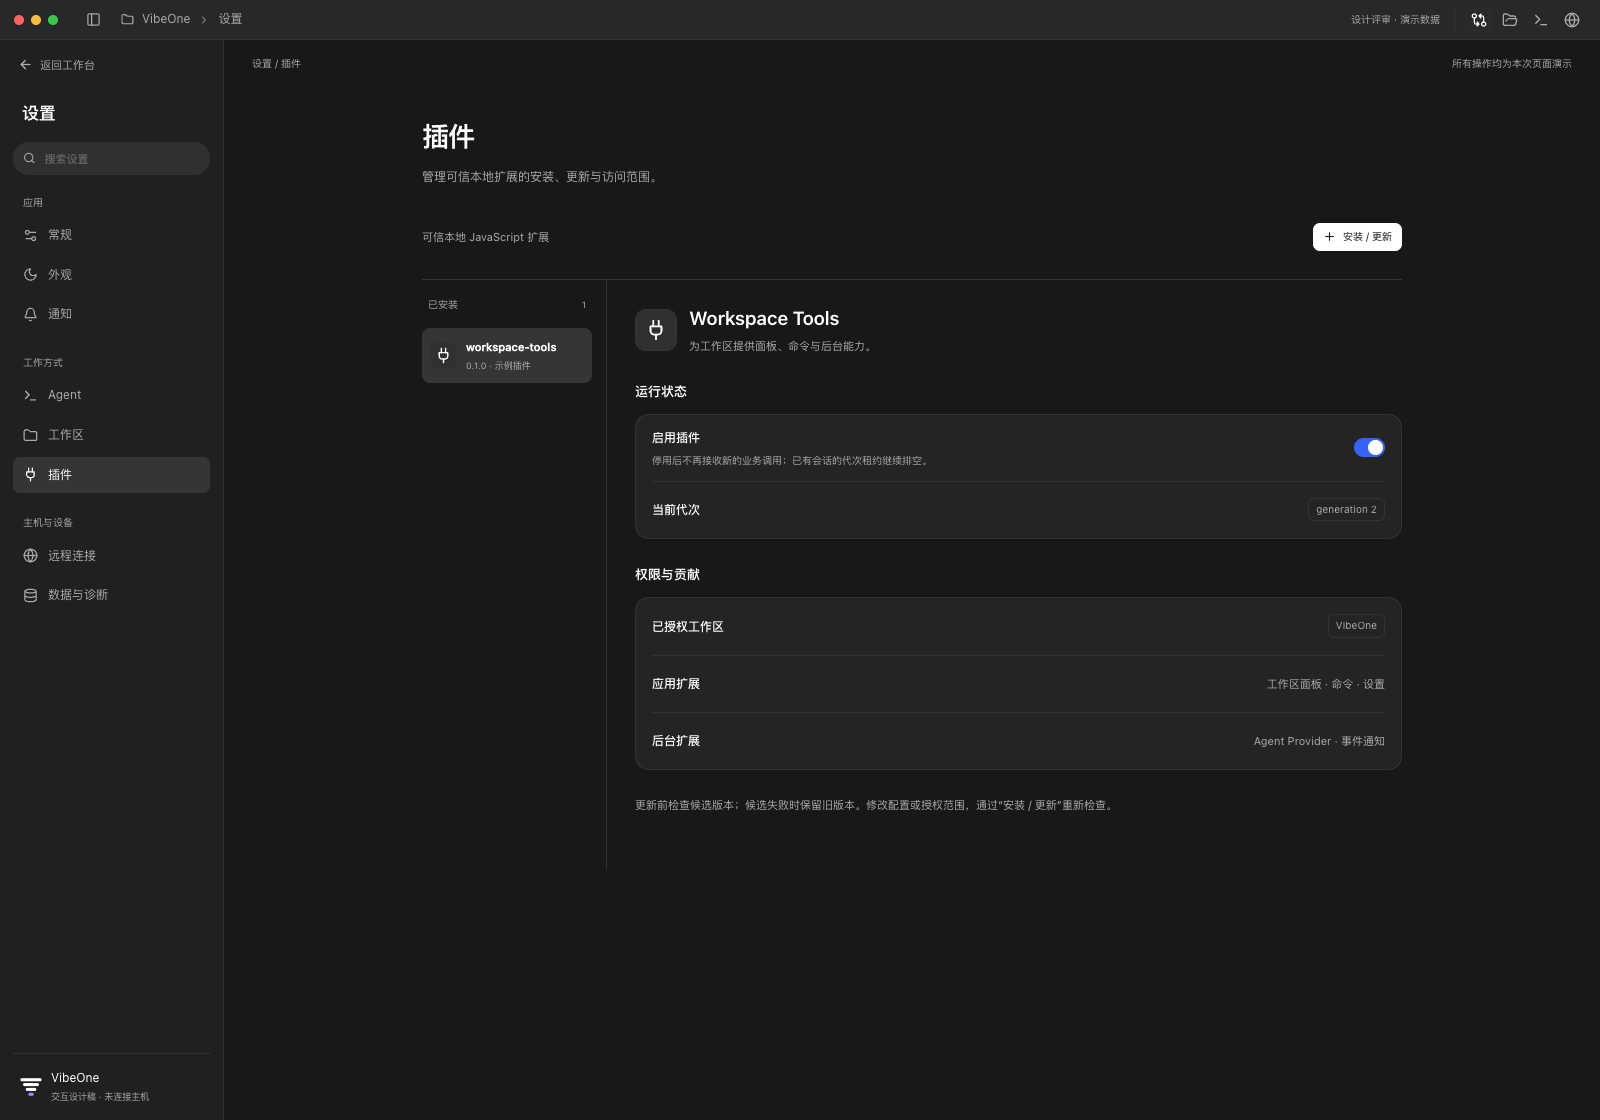 VibeOne
设置
设计评审 · 演示数据
返回工作台
设置
搜索设置
应用
常规
外观
通知
工作方式
Agent
工作区
插件
主机与设备
远程连接
数据与诊断
VibeOne
交互设计稿 · 未连接主机
设置 / 插件
所有操作均为本次页面演示
插件
管理可信本地扩展的安装、更新与访问范围。
可信本地 JavaScript 扩展
安装 / 更新
已安装 1
workspace-tools
0.1.0 · 示例插件
Workspace Tools
为工作区提供面板、命令与后台能力。
运行状态
启用插件
停用后不再接收新的业务调用；已有会话的代次租约继续排空。
当前代次
generation 2
权限与贡献
已授权工作区
VibeOne
应用扩展
工作区面板 · 命令 · 设置
后台扩展
Agent Provider · 事件通知
更新前检查候选版本；候选失败时保留旧版本。修改配置或授权范围，通过“安装 / 更新”重新检查。